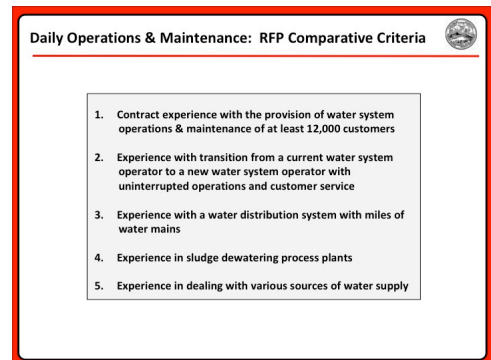 Daily Operations & Maintenance: RFP Comparative Criteria
1. Contract experience with the provision of water system
operations & maintenance of at least 12,000 customers
2. Experience with transition from a current water system
operator to a new water system operator with
uninterrupted operations and customer service
3. Experience with a water distribution system with miles of
water mains
4. Experience in sludge dewatering process plants
5. Experience in dealing with various sources of water supply